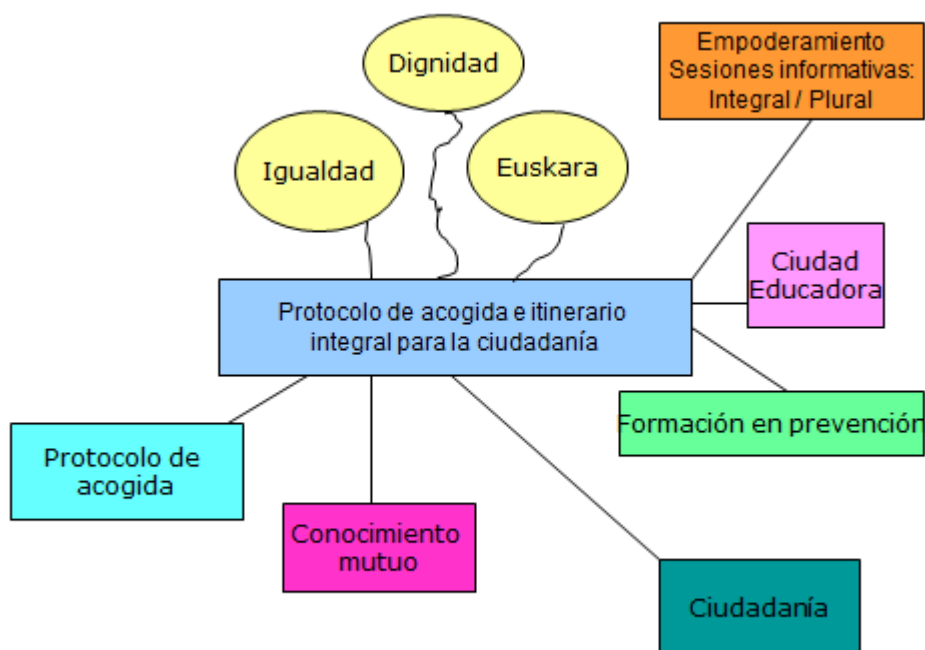 Dignidad
Empoderamiento
Sesiones informativas:
Integral / Plural
Igualdad
Euskara
Ciudad
Educadora
Protocolo de acogida e itinerario
integral para la ciudadanía
Formación en prevención
Protocolo de
acogida
Conocimiento
mutuo
Ciudadanía